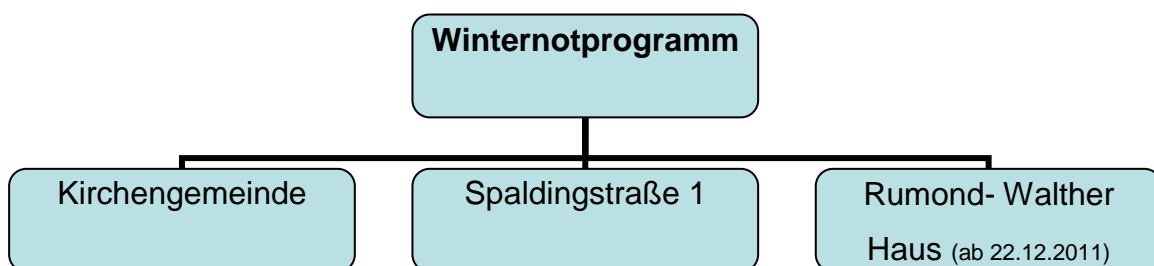 Winternotprogramm
Kirchengemeinde
Spaldingstraße 1
Rumond- Walther
Haus (ab 22.12.2011)